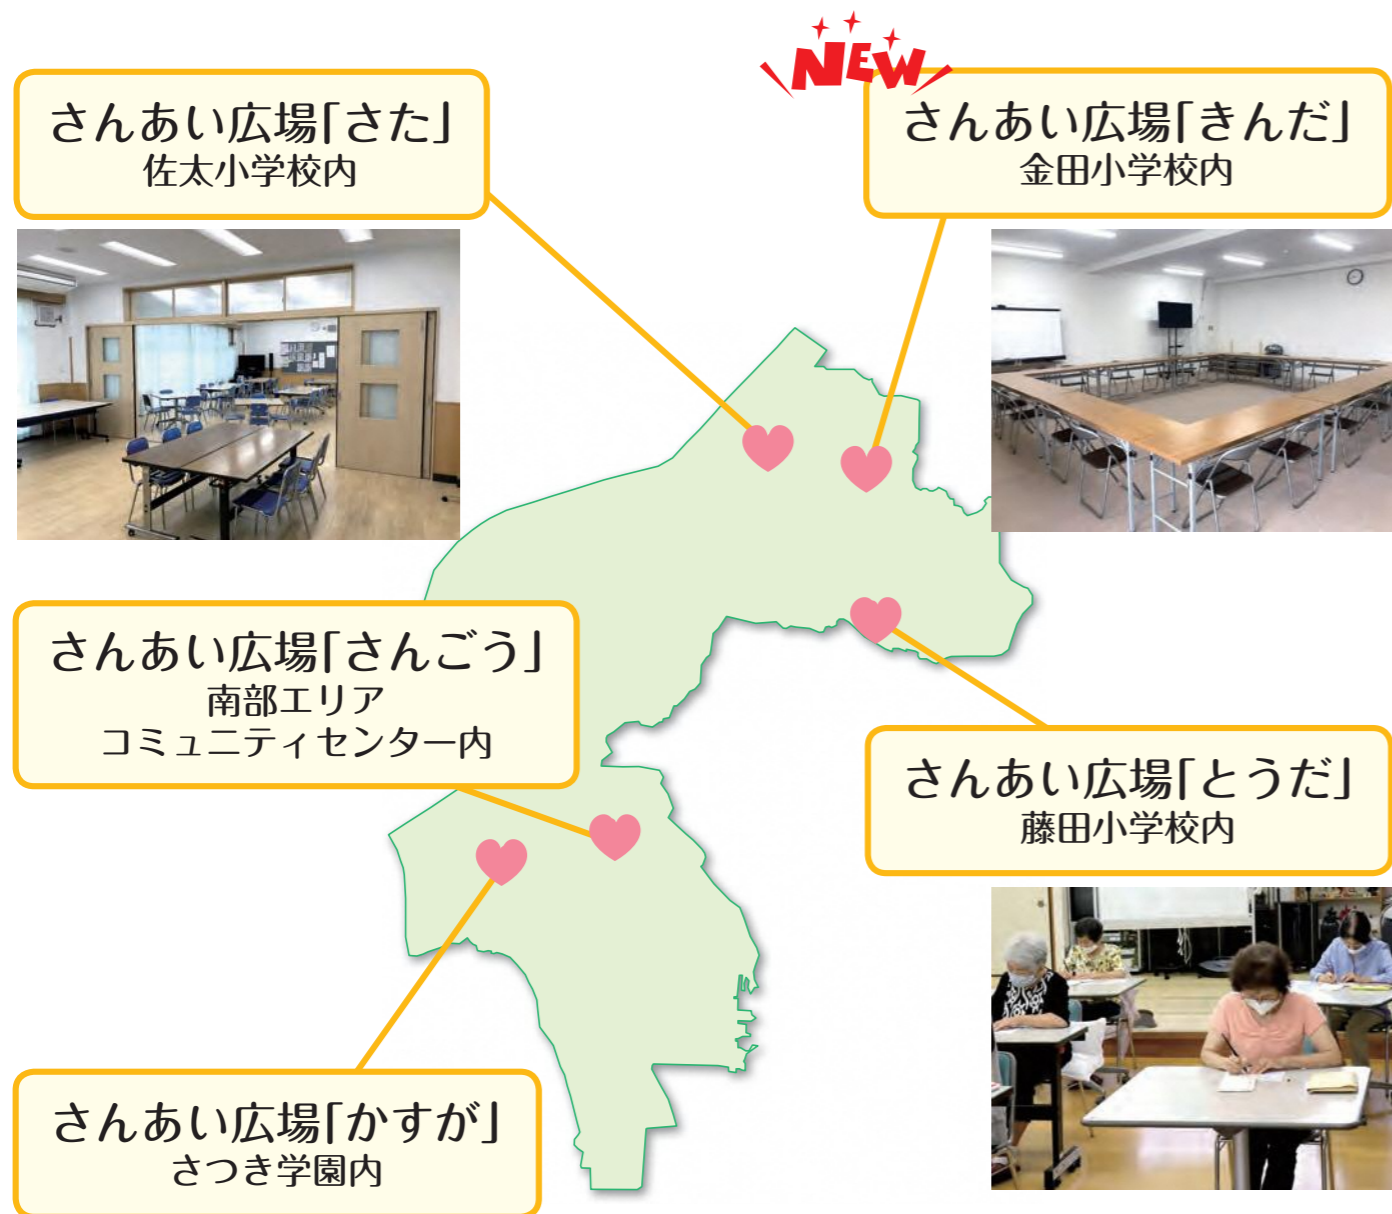 さんあい広場「さた」
佐太小学校内
NEW
さんあい広場「きんだ」
金田小学校内
さんあい広場「さんごう」
南部エリア
コミュニティセンター内
さんあい広場「とうだ」
藤田小学校内
さんあい広場「かすが」
さつき学園内